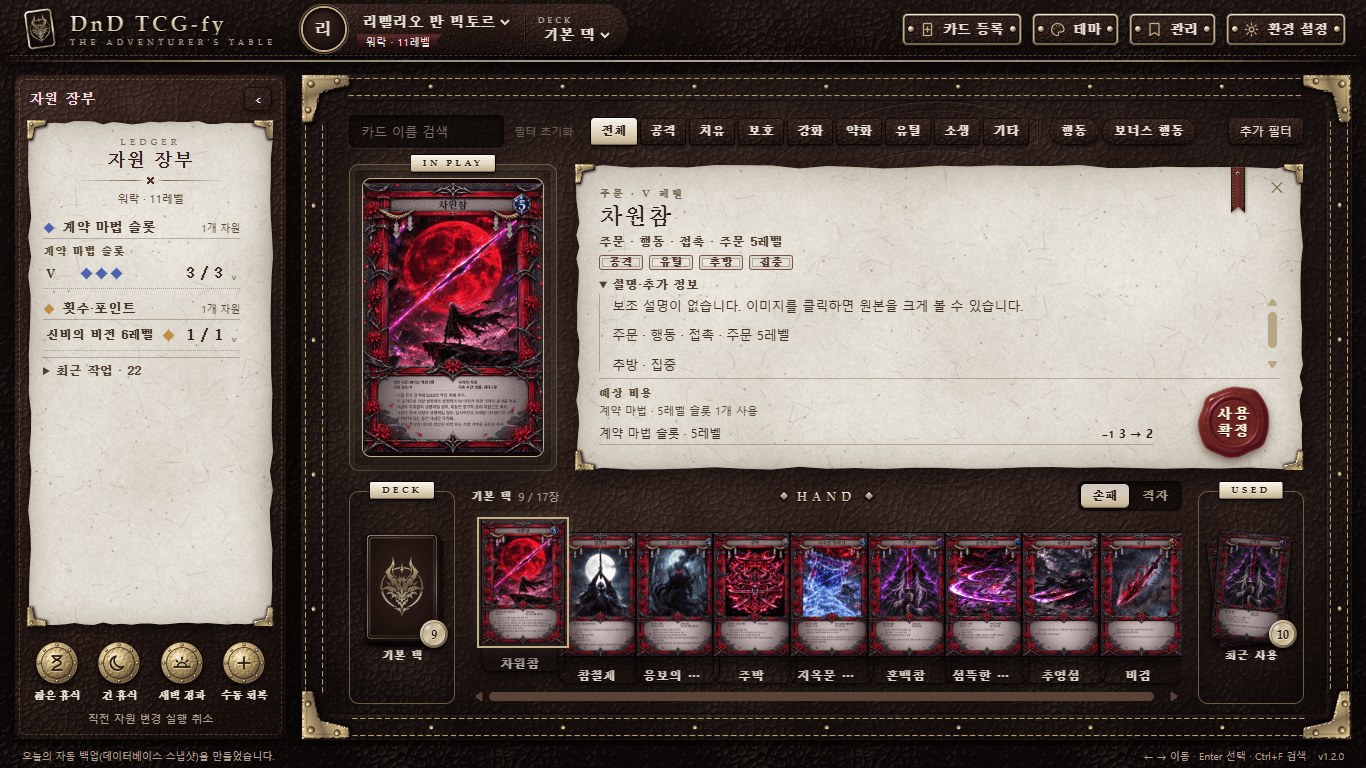 DnD TCG-fy
THE ADVENTURER'S TABLE
리
리벨리오 반 빅토르
워락 · 11레벨
DECK
기본 덱
카드 등록
테마
관리
환경 설정
자원 장부
LEDGER
자원 장부
워락 · 11레벨
계약 마법 슬롯 1개 자원
계약 마법 슬롯
V 3 / 3
횟수·포인트 1개 자원
신비의 비전 6레벨 1 / 1
최근 작업 · 22
짧은 휴식
긴 휴식
새벽 경과
수동 회복
직전 자원 변경 실행 취소
오늘의 자동 백업(데이터베이스 스냅샷)을 만들었습니다.
카드 이름 검색
필터 초기화
전체
공격
치유
보호
강화
약화
유틸
소생
기타
행동
보너스 행동
추가 필터
IN PLAY
차원참
5
주문 · V 레벨
차원참
주문 · 행동 · 접촉 · 주문 5레벨
공격
유틸
추방
집중
▼ 설명·추가 정보
보조 설명이 없습니다. 이미지를 클릭하면 원본을 크게 볼 수 있습니다.
주문 · 행동 · 접촉 · 주문 5레벨
추방 · 집중
예상 비용
계약 마법 · 5레벨 슬롯 1개 사용
계약 마법 슬롯 · 5레벨 −1 3 → 2
사용
확정
DECK
9
기본 덱
기본 덱 9 / 17장
HAND
손패
격자
차원참
참철세
응보의 ···
주박
지옥문 ···
혼백참
섬뜩한 ···
추영섬
비검
USED
10
최근 사용
← → 이동 · Enter 선택 · Ctrl+F 검색 v1.2.0